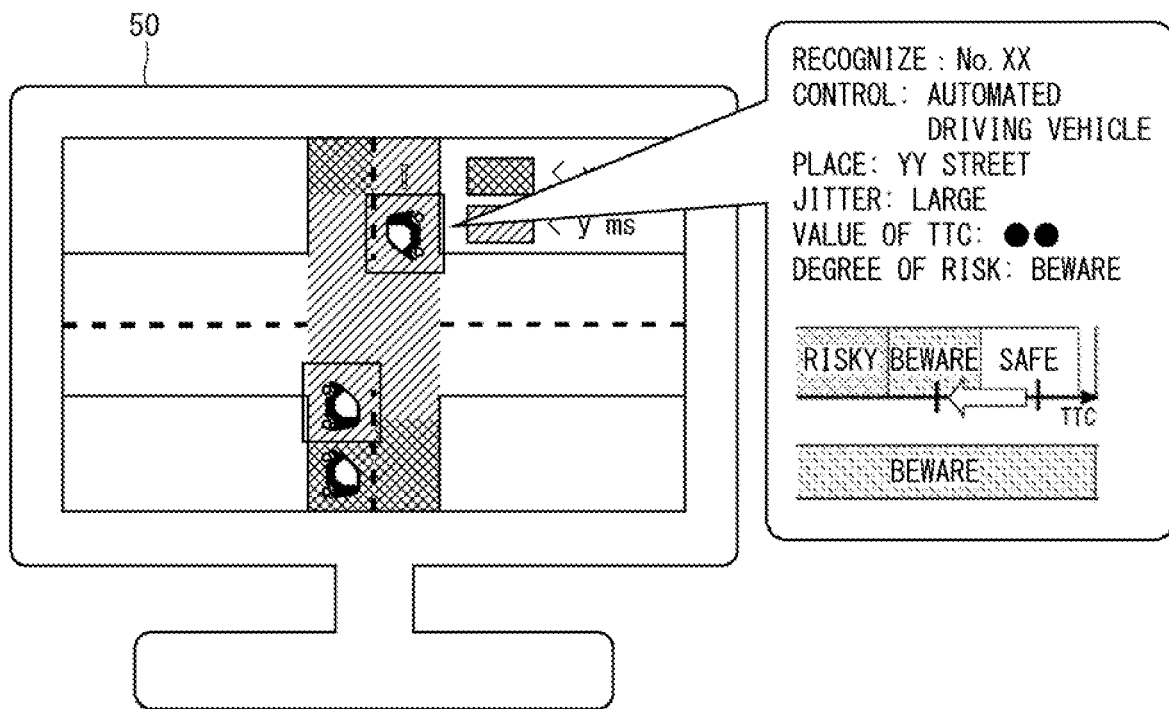 50
y ms
RECOGNIZE : No. XX
CONTROL: AUTOMATED
DRIVING VEHICLE
PLACE: YY STREET
JITTER: LARGE
VALUE OF TTC: ●●
DEGREE OF RISK: BEWARE
RISKY BEWARE SAFE
TTC
BEWARE